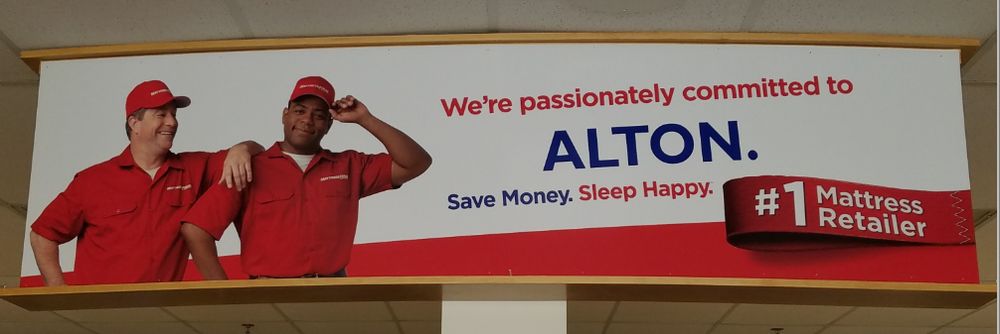 We're passionately committed to
ALTON.
Save Money. Sleep Happy.
#1 Mattress
Retailer